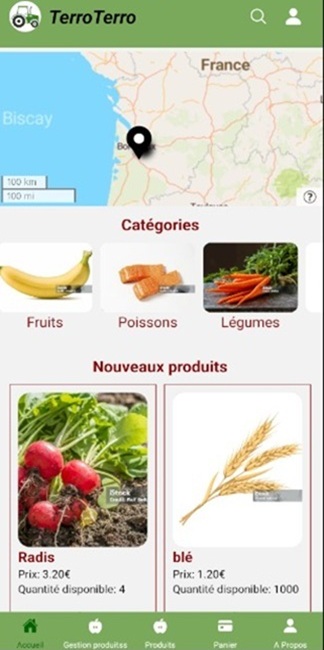 TerroTerro
France
Biscay
100 km
100 mi
?
Catégories
Fruits
Poissons
Légumes
Nouveaux produits
iStock
Radis
Prix: 3.20€
Quantité disponible: 4
blé
Prix: 1.20€
Quantité disponible: 1000
Accueil
Gestion produitss
Produits
Panier
A Propos